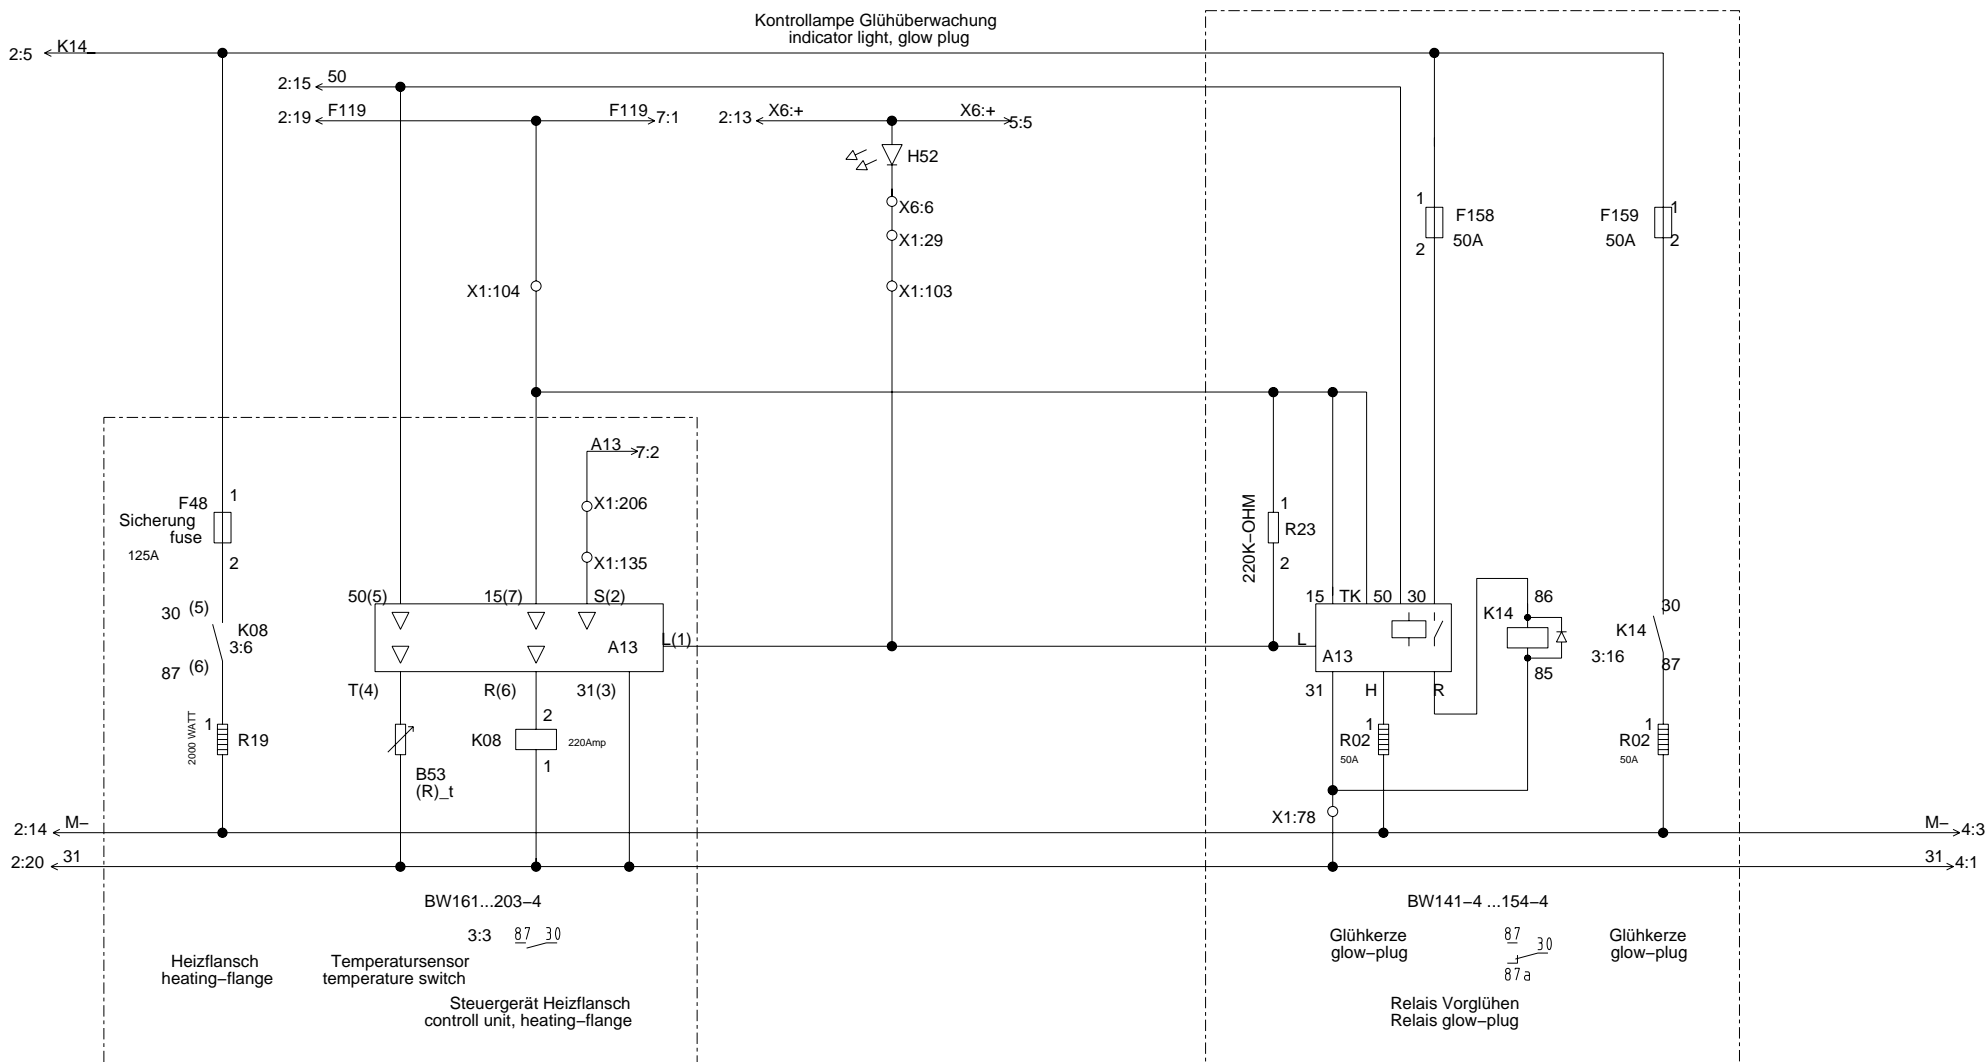 Kontrollampe Glühüberwachung
indicator light, glow plug
2:5
K14_
2:15
50
2:19
F119
F119
7:1
2:13
X6:+
X6:+
5:5
H52
X6:6
X1:29
X1:103
X1:104
1
F158
2
50A
F159
1
50A
2
A13
7:2
X1:206
X1:135
F48
1
Sicherung
fuse
125A
2
220K–OHM
1
R23
2
30
(5)
K08
3:6
87
(6)
50(5)
15(7)
S(2)
A13
L(1)
T(4)
R(6)
31(3)
15
TK
50
30
L
A13
31
H
R
86
K14
85
30
K14
3:16
87
2000 WATT
1
R19
B53
(R)_t
2
K08
220Amp
1
1
R02
50A
1
R02
50A
X1:78
2:14
M–
M–
4:3
2:20
31
31
4:1
BW161...203–4
3:3
87
30
Heizflansch
heating–flange
Temperatursensor
temperature switch
Steuergerät Heizflansch
controll unit, heating–flange
BW141–4 ...154–4
Glühkerze
glow–plug
87
30
87a
Glühkerze
glow–plug
Relais Vorglühen
Relais glow–plug